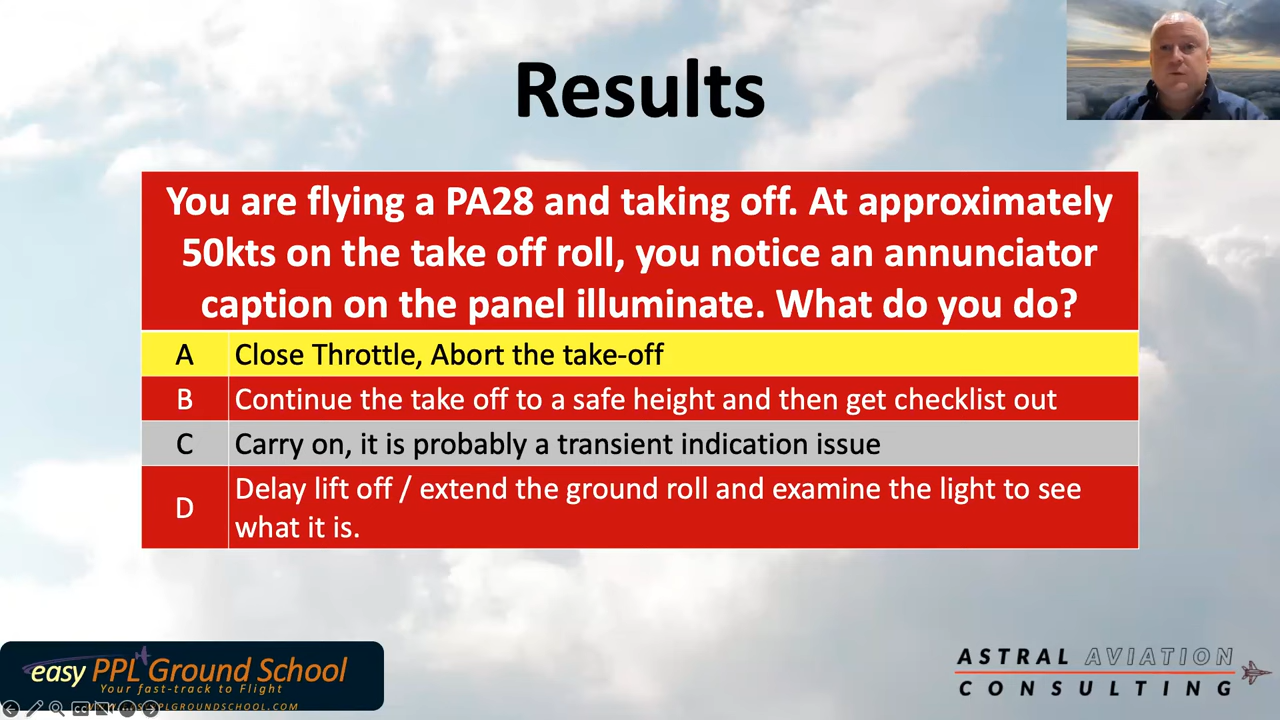 Results
You are flying a PA28 and taking off. At approximately
50kts on the take off roll, you notice an annunciator
caption on the panel illuminate. What do you do?
A Close Throttle, Abort the take-off
B Continue the take off to a safe height and then get checklist out
C Carry on, it is probably a transient indication issue
D Delay lift off / extend the ground roll and examine the light to see
what it is.
easy PPL Ground School
Your fast-track to Flight
ASTRAL AVIATION
CONSULTING